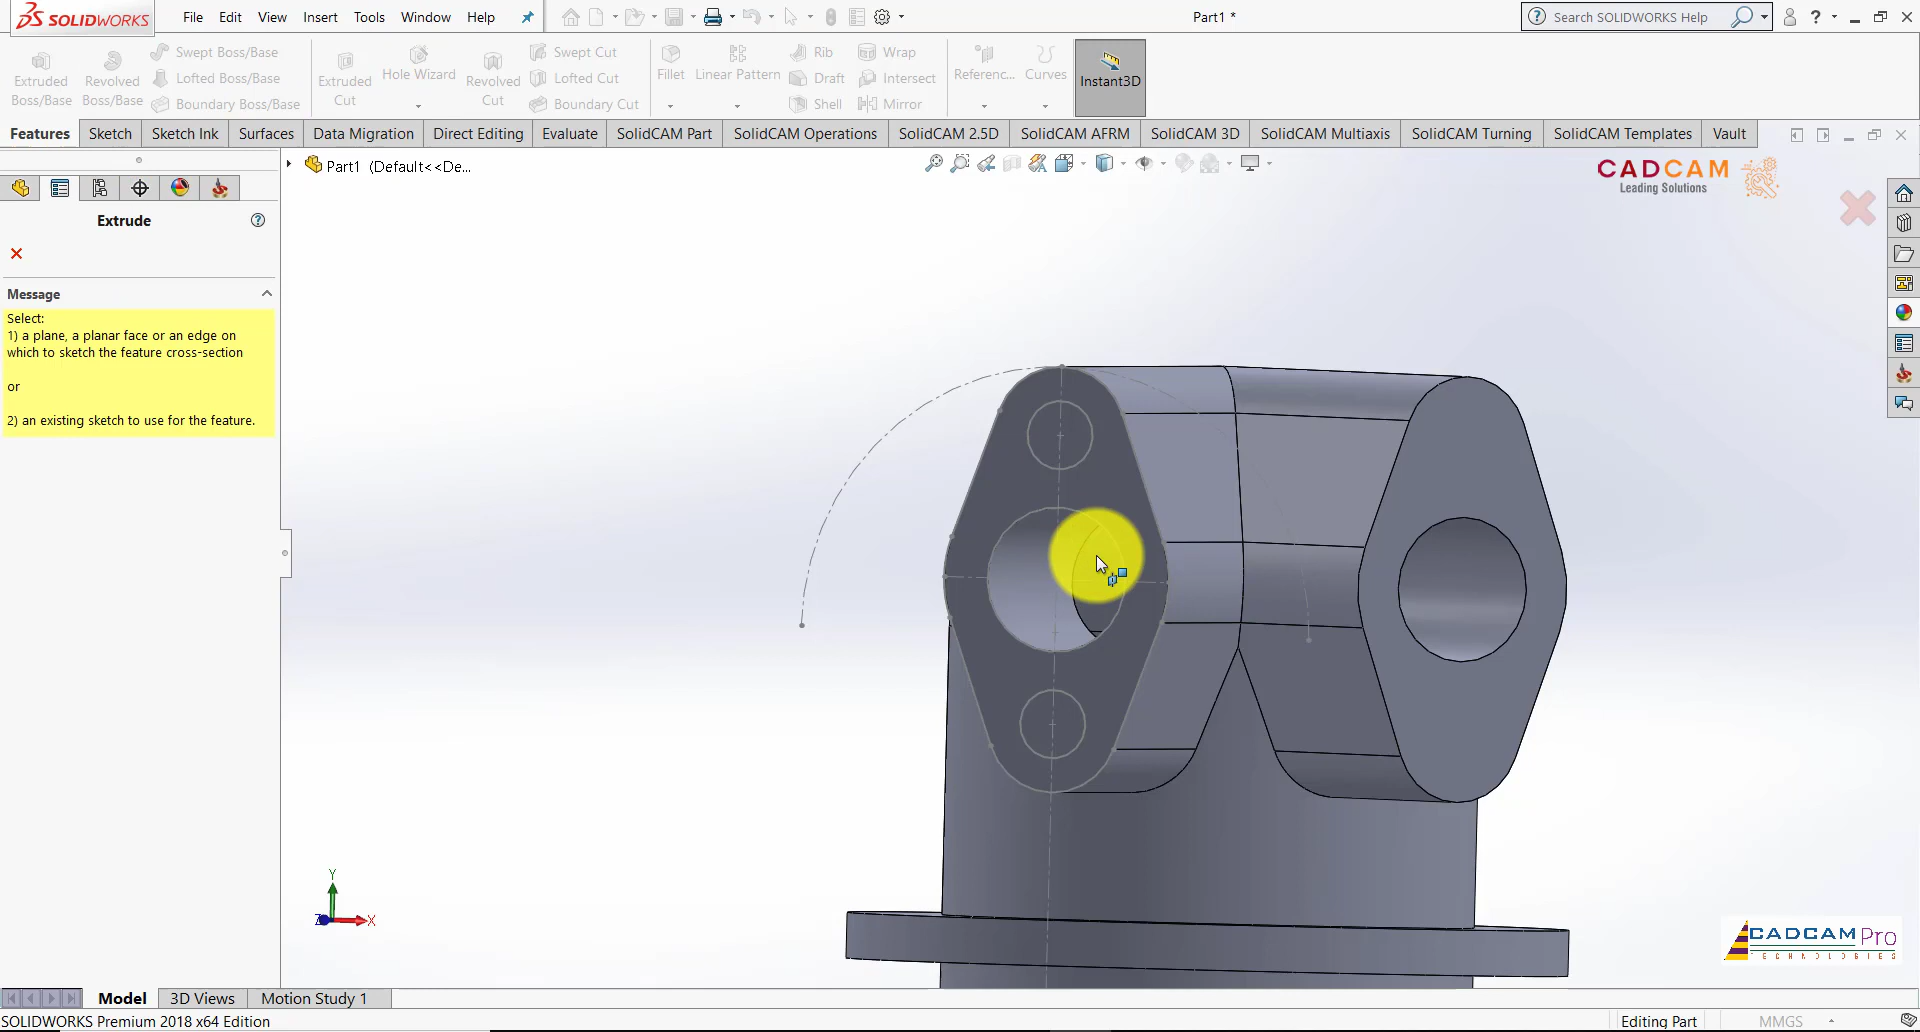 SOLIDWORKS File Edit View Insert Tools Window Help Part1 * Search SOLIDWORKS Help ?
Extruded Boss/Base
Revolved Boss/Base
Swept Boss/Base
Lofted Boss/Base
Boundary Boss/Base
Extruded Cut
Hole Wizard
Revolved Cut
Swept Cut
Lofted Cut
Boundary Cut
Fillet
Linear Pattern
Rib
Draft
Shell
Wrap
Intersect
Mirror
Referenc...
Curves
Instant3D
Features Sketch Sketch Ink Surfaces Data Migration Direct Editing Evaluate SolidCAM Part SolidCAM Operations SolidCAM 2.5D SolidCAM AFRM SolidCAM 3D SolidCAM Multiaxis SolidCAM Turning SolidCAM Templates Vault
Part1 (Default<<De...
CADCAM
Leading Solutions
Extrude
Message
Select:
1) a plane, a planar face or an edge on
which to sketch the feature cross-section
or
2) an existing sketch to use for the feature.
Y
Z X
CADCAM Pro
TECHNOLOGIES
Model 3D Views Motion Study 1
SOLIDWORKS Premium 2018 x64 Edition Editing Part MMGS